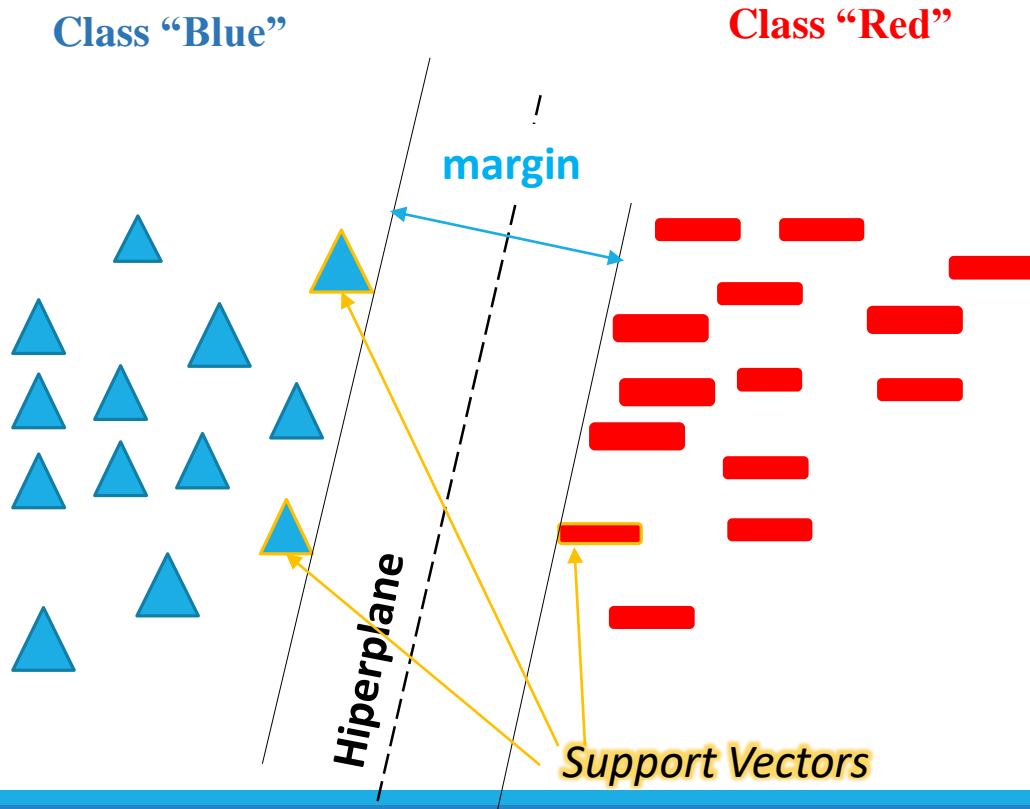 Class “Blue”
Class “Red”
margin
Hiperplane
Support Vectors